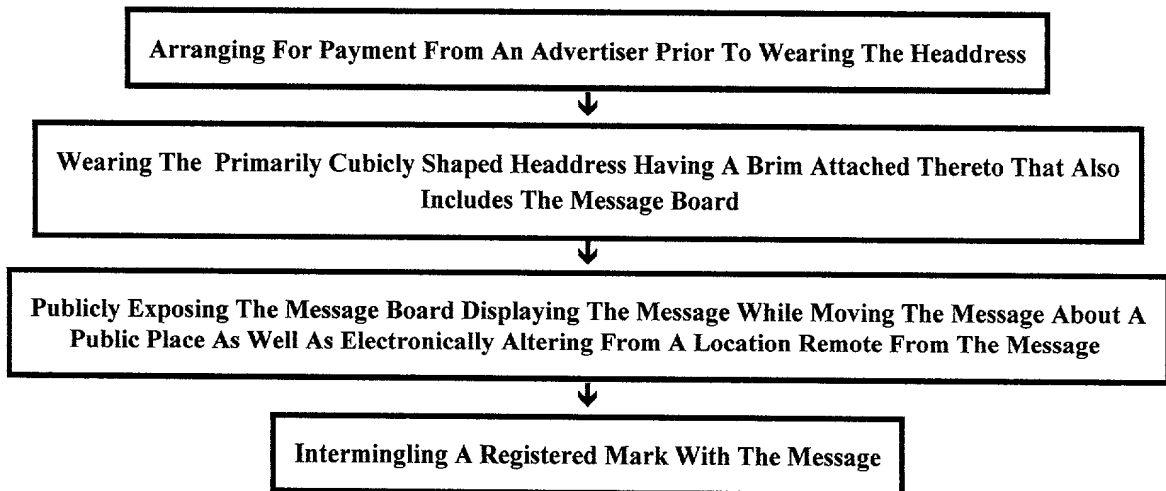 Arranging For Payment From An Advertiser Prior To Wearing The Headdress
Wearing The Primarily Cubicly Shaped Headdress Having A Brim Attached Thereto That Also
Includes The Message Board
Publicly Exposing The Message Board Displaying The Message While Moving The Message About A
Public Place As Well As Electronically Altering From A Location Remote From The Message
Intermingling A Registered Mark With The Message